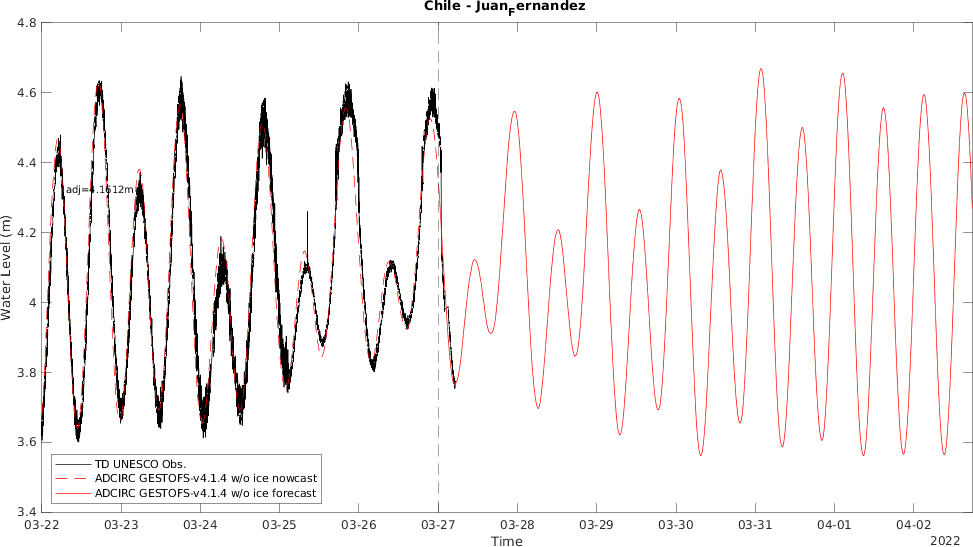 Chile - Juan_Fernandez
4.8
4.6
4.4
4.2
4
3.8
3.6
3.4
Water Level (m)
adj=4.1612m
TD UNESCO Obs.
ADCIRC GESTOFS-v4.1.4 w/o ice nowcast
ADCIRC GESTOFS-v4.1.4 w/o ice forecast
03-22 03-23 03-24 03-25 03-26 03-27 03-28 03-29 03-30 03-31 04-01 04-02
Time
2022